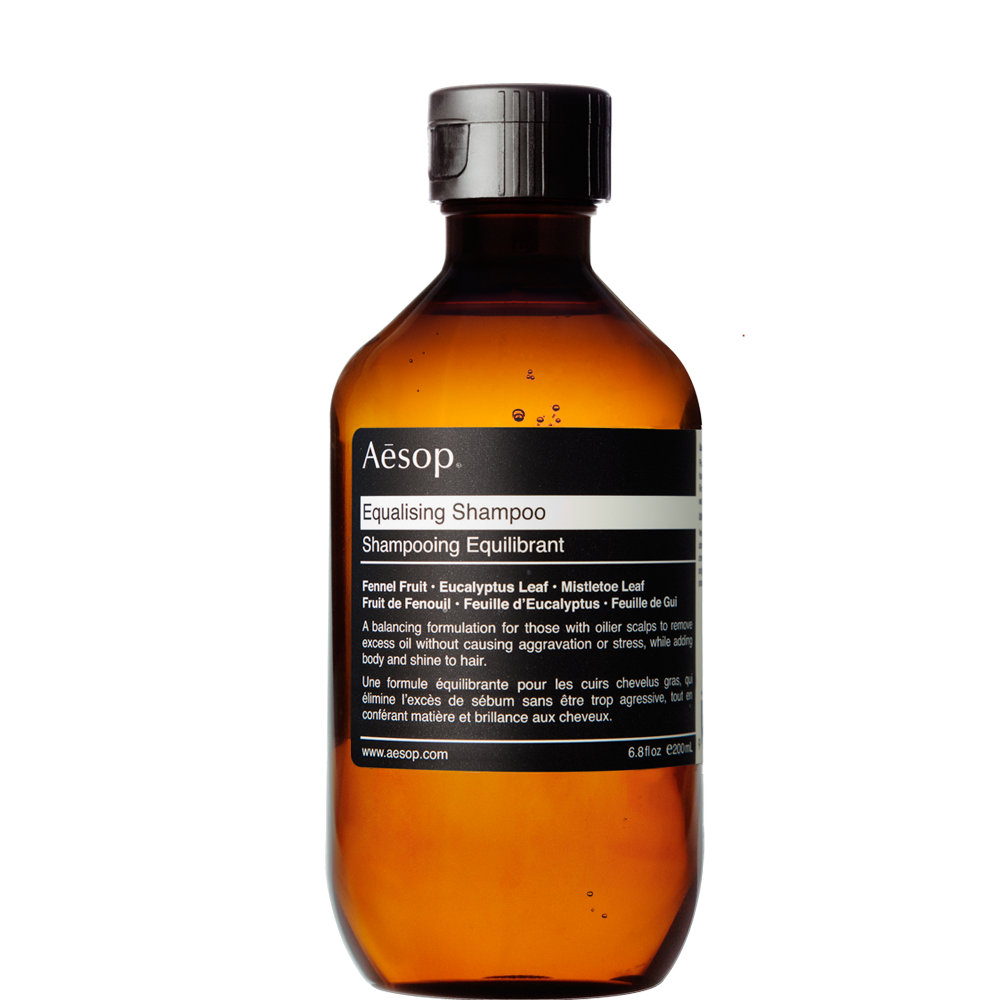 Aēsop®
Equalising Shampoo
Shampooing Equilibrant
Fennel Fruit · Eucalyptus Leaf · Mistletoe Leaf
Fruit de Fenouil · Feuille d'Eucalyptus · Feuille de Gui
A balancing formulation for those with oilier scalps to remove
excess oil without causing aggravation or stress, while adding
body and shine to hair.
Une formule équilibrante pour les cuirs chevelus gras, qui
élimine l'excès de sébum sans être trop agressive, tout en
conférant matière et brillance aux cheveux.
www.aesop.com 6.8 fl oz ℮200mL